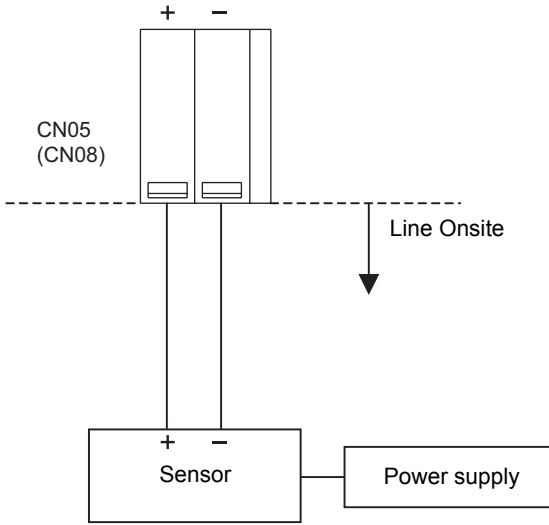 + −
CN05
(CN08)
Line Onsite
+ −
Sensor
Power supply